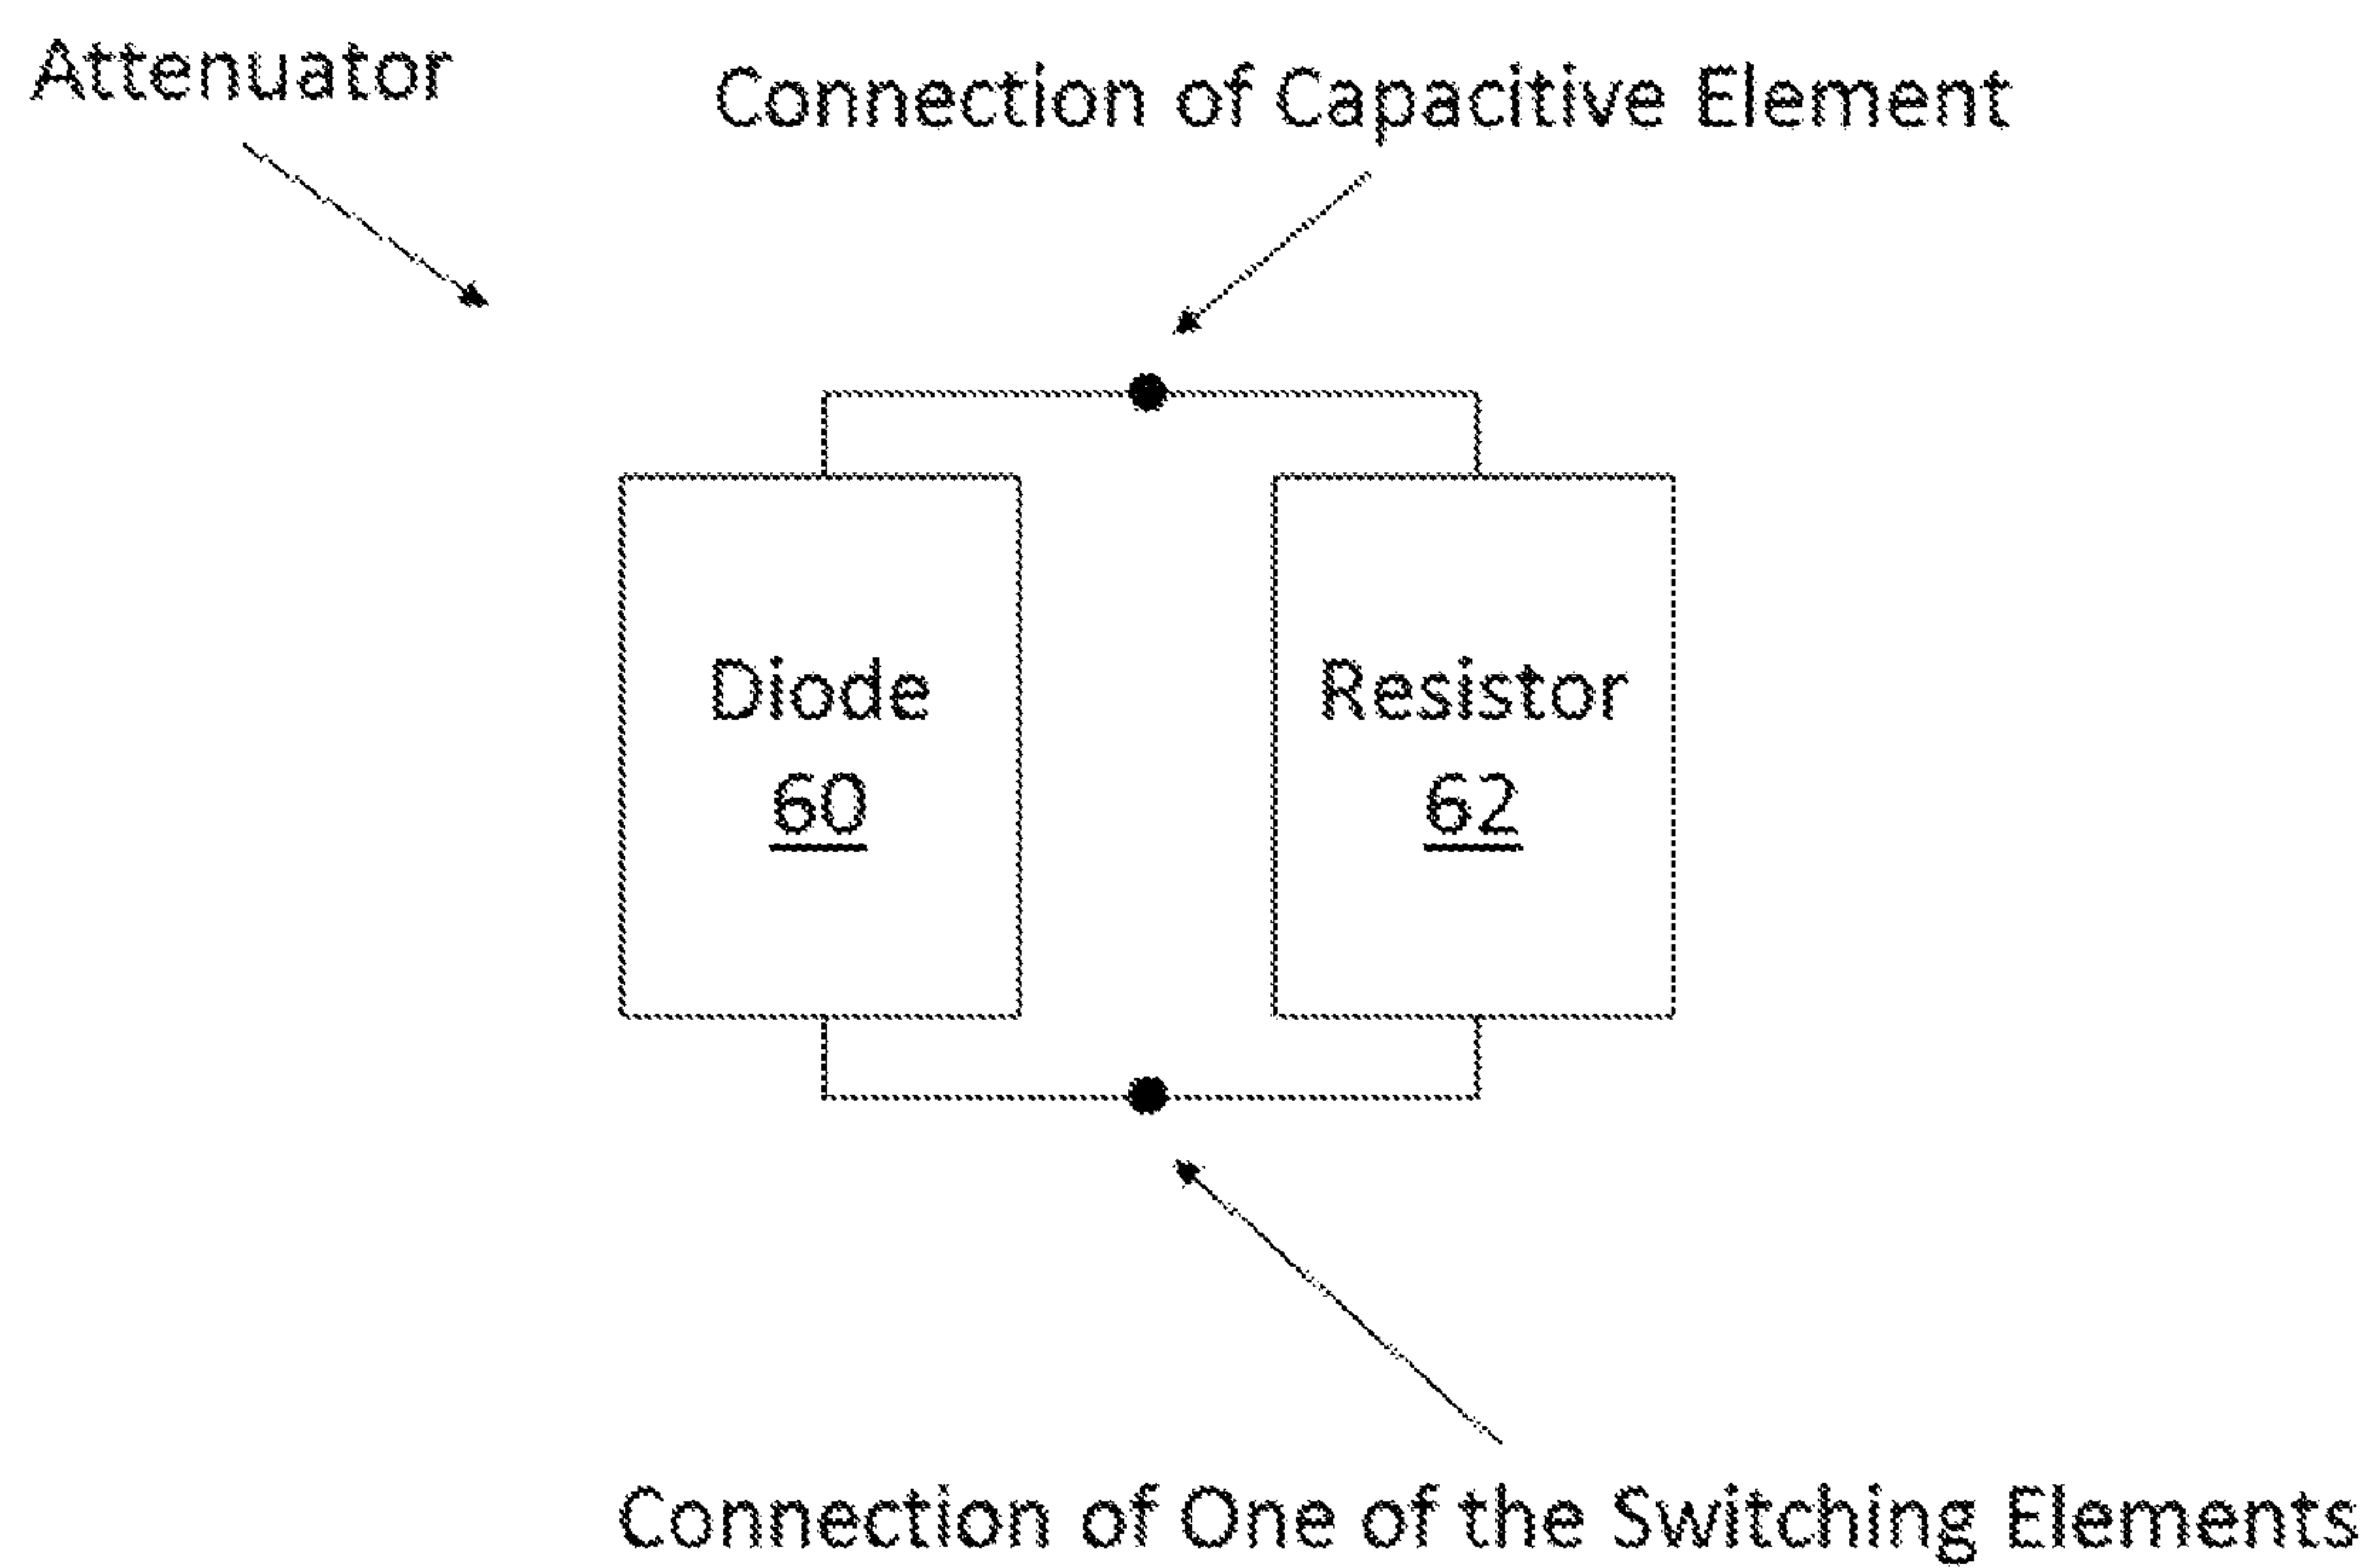 Attenuator
Connection of Capacitive Element
Diode
60
Resistor
62
Connection of One of the Switching Elements